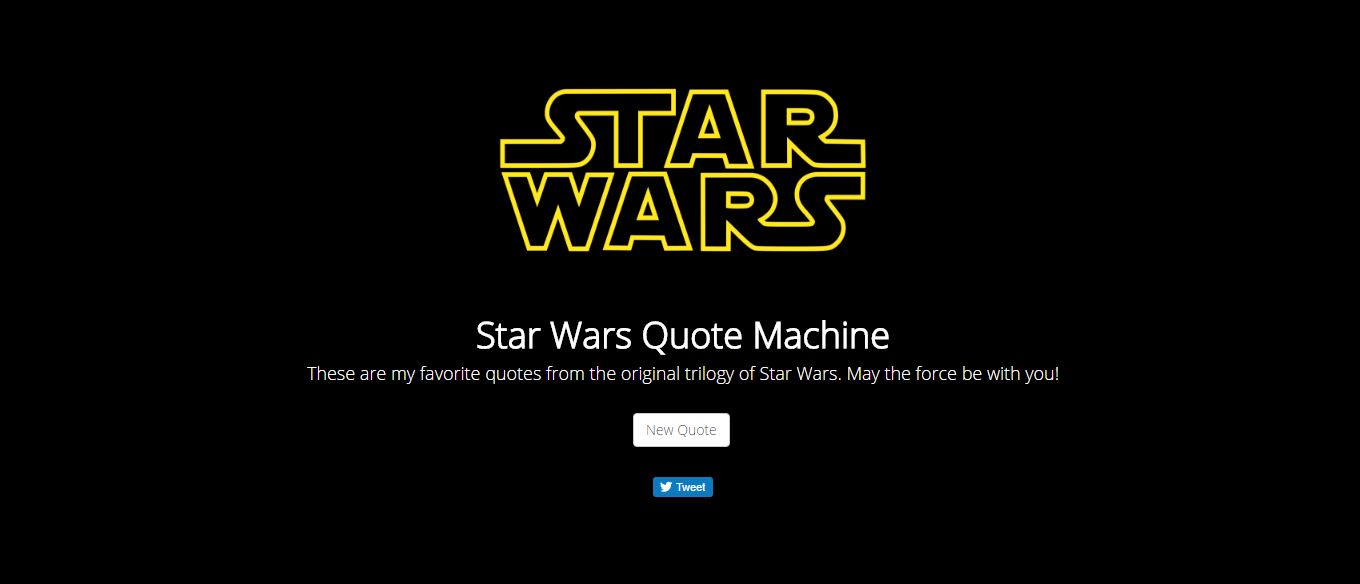 STAR
WARS
Star Wars Quote Machine
These are my favorite quotes from the original trilogy of Star Wars. May the force be with you!
New Quote
Tweet